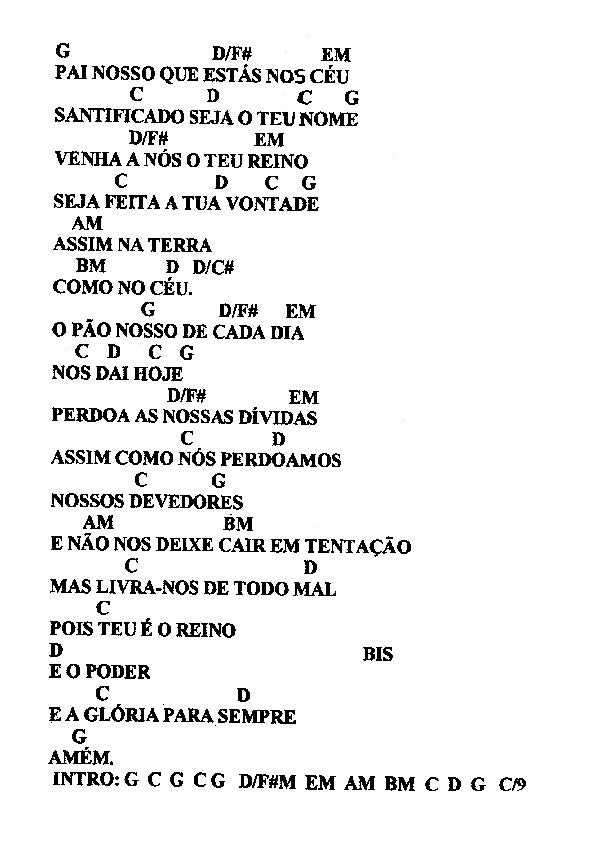 G D/F# EM
PAI NOSSO QUE ESTÁS NOS CÉU
C D C G
SANTIFICADO SEJA O TEU NOME
D/F# EM
VENHA A NÓS O TEU REINO
C D C G
SEJA FEITA A TUA VONTADE
AM
ASSIM NA TERRA
BM D D/C#
COMO NO CÉU.
G D/F# EM
O PÃO NOSSO DE CADA DIA
C D C G
NOS DAI HOJE
D/F# EM
PERDOA AS NOSSAS DÍVIDAS
C D
ASSIM COMO NÓS PERDOAMOS
C G
NOSSOS DEVEDORES
AM BM
E NÃO NOS DEIXE CAIR EM TENTAÇÃO
C D
MAS LIVRA-NOS DE TODO MAL
C
POIS TEU É O REINO
D BIS
E O PODER
C D
E A GLÓRIA PARA SEMPRE
G
AMÉM.
INTRO: G C G C G D/F#M EM AM BM C D G C/9